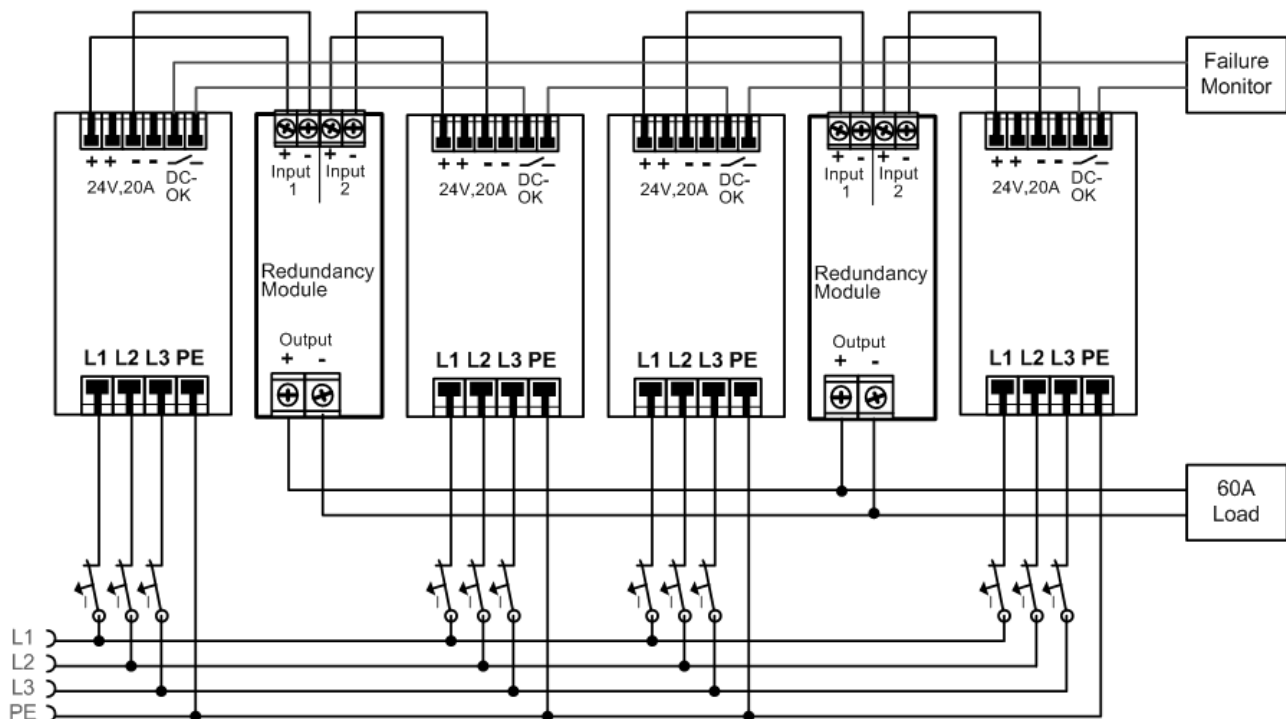 Failure
Monitor
+ + - -
24V,20A
DC-
OK
L1 L2 L3 PE
+ - + -
Input
1
Input
2
Redundancy
Module
Output
+ -
+ + - -
24V,20A
DC-
OK
L1 L2 L3 PE
+ + - -
24V,20A
DC-
OK
L1 L2 L3 PE
+ - + -
Input
1
Input
2
Redundancy
Module
Output
+ -
+ + - -
24V,20A
DC-
OK
L1 L2 L3 PE
60A
Load
L1
L2
L3
PE